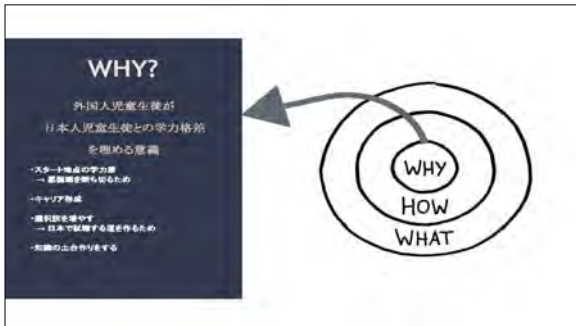 WHY?
外国人児童生徒が
日本人児童生徒との学力格差
を埋める意義
・スタート地点の学力差
→ 悪循環を断ち切るため
・キャリア形成
・選択肢を増やす
→ 日本で就職する道を作るため
・知識の土台作りをする
WHY
HOW
WHAT